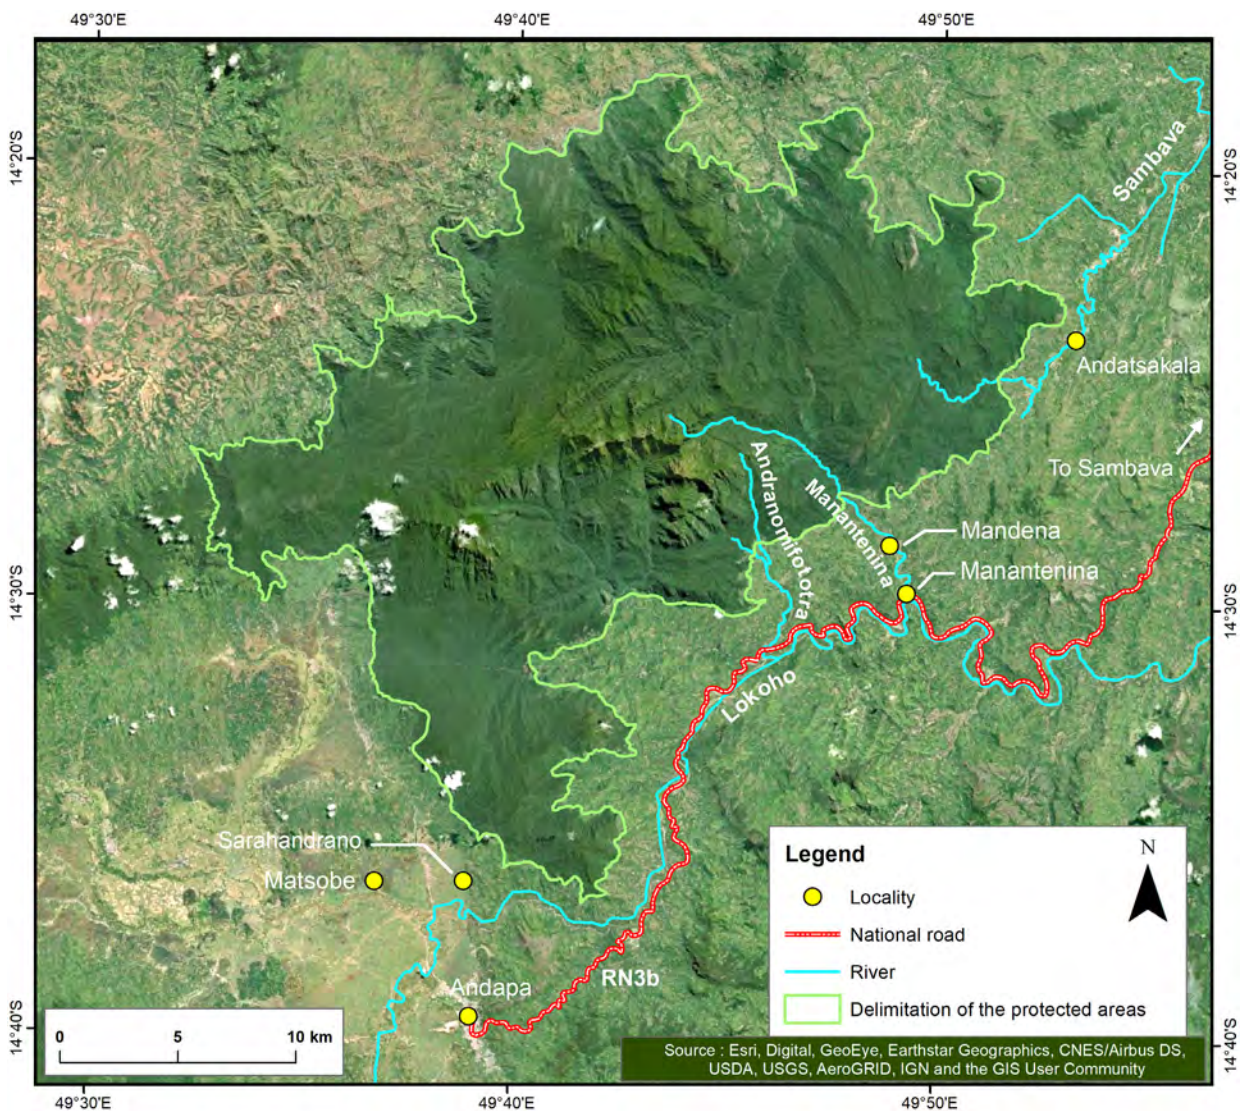 49°30'E
49°40'E
49°50'E
14°20'S
14°20'S
Sambava
Andatsakala
To Sambava
Andranomifototra
Manantenina
Mandena
Manantenina
14°30'S
14°30'S
Lokoho
Sarahandrano
Matsobe
Andapa
RN3b
Legend
N
Locality
National road
River
Delimitation of the protected areas
0 5 10 km
Source : Esri, Digital, GeoEye, Earthstar Geographics, CNES/Airbus DS,
USDA, USGS, AeroGRID, IGN and the GIS User Community
14°40'S
14°40'S
49°30'E
49°40'E
49°50'E